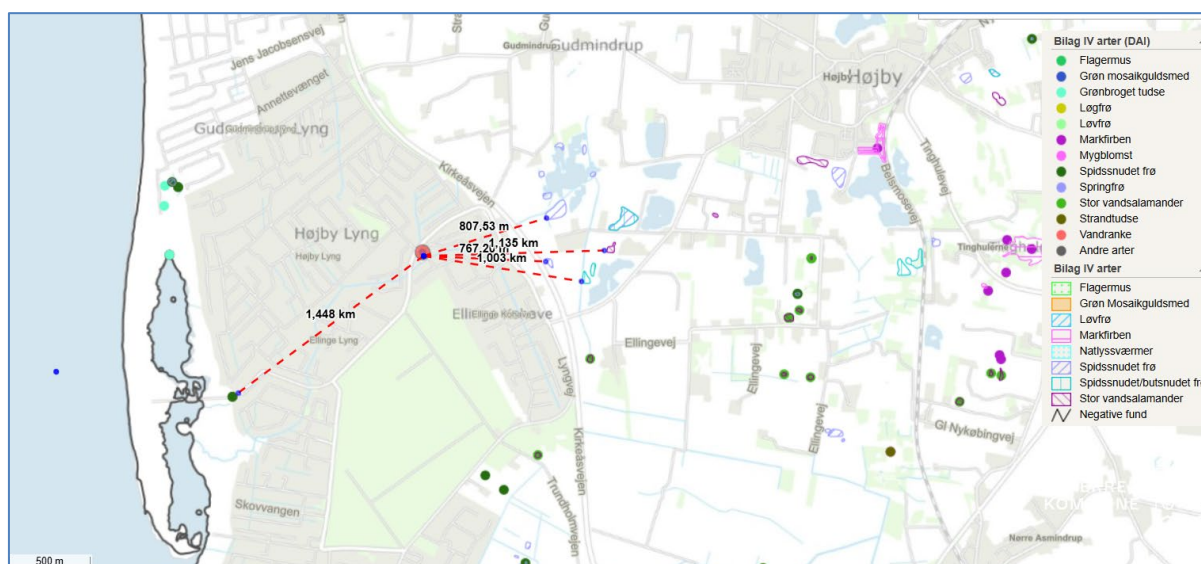 Jens Jacobsensvej
Annettevænget
Gudmindrup
Gudmindrup
Højby
Højby
Kirkeåsvejen
Højby Lyng
Højby Lyng
807,53 m
1,135 km
767,20 m
1,003 km
1,448 km
Ellinge Lyng
Lyngvej
Ellingevej
Ellingevej
Ellingevej
Kirkeåsvejen
Trundholmvejen
Skovvangen
Tinghulevej
Tinghulerne
Gl Nykøbingvej
Nørre Asmindrup
500 m
Bilag IV arter (DAI)
Flagermus
Grøn mosaikguldsmed
Grønbroget tudse
Løgfrø
Løvfrø
Markfirben
Mygblomst
Spidssnudet frø
Springfrø
Stor vandsalamander
Strandtudse
Vandranke
Andre arter
Bilag IV arter
Flagermus
Grøn Mosaikguldsmed
Løvfrø
Markfirben
Natlyssværmer
Spidssnudet frø
Spidssnudet/butsnudet fr
Stor vandsalamander
Negative fund